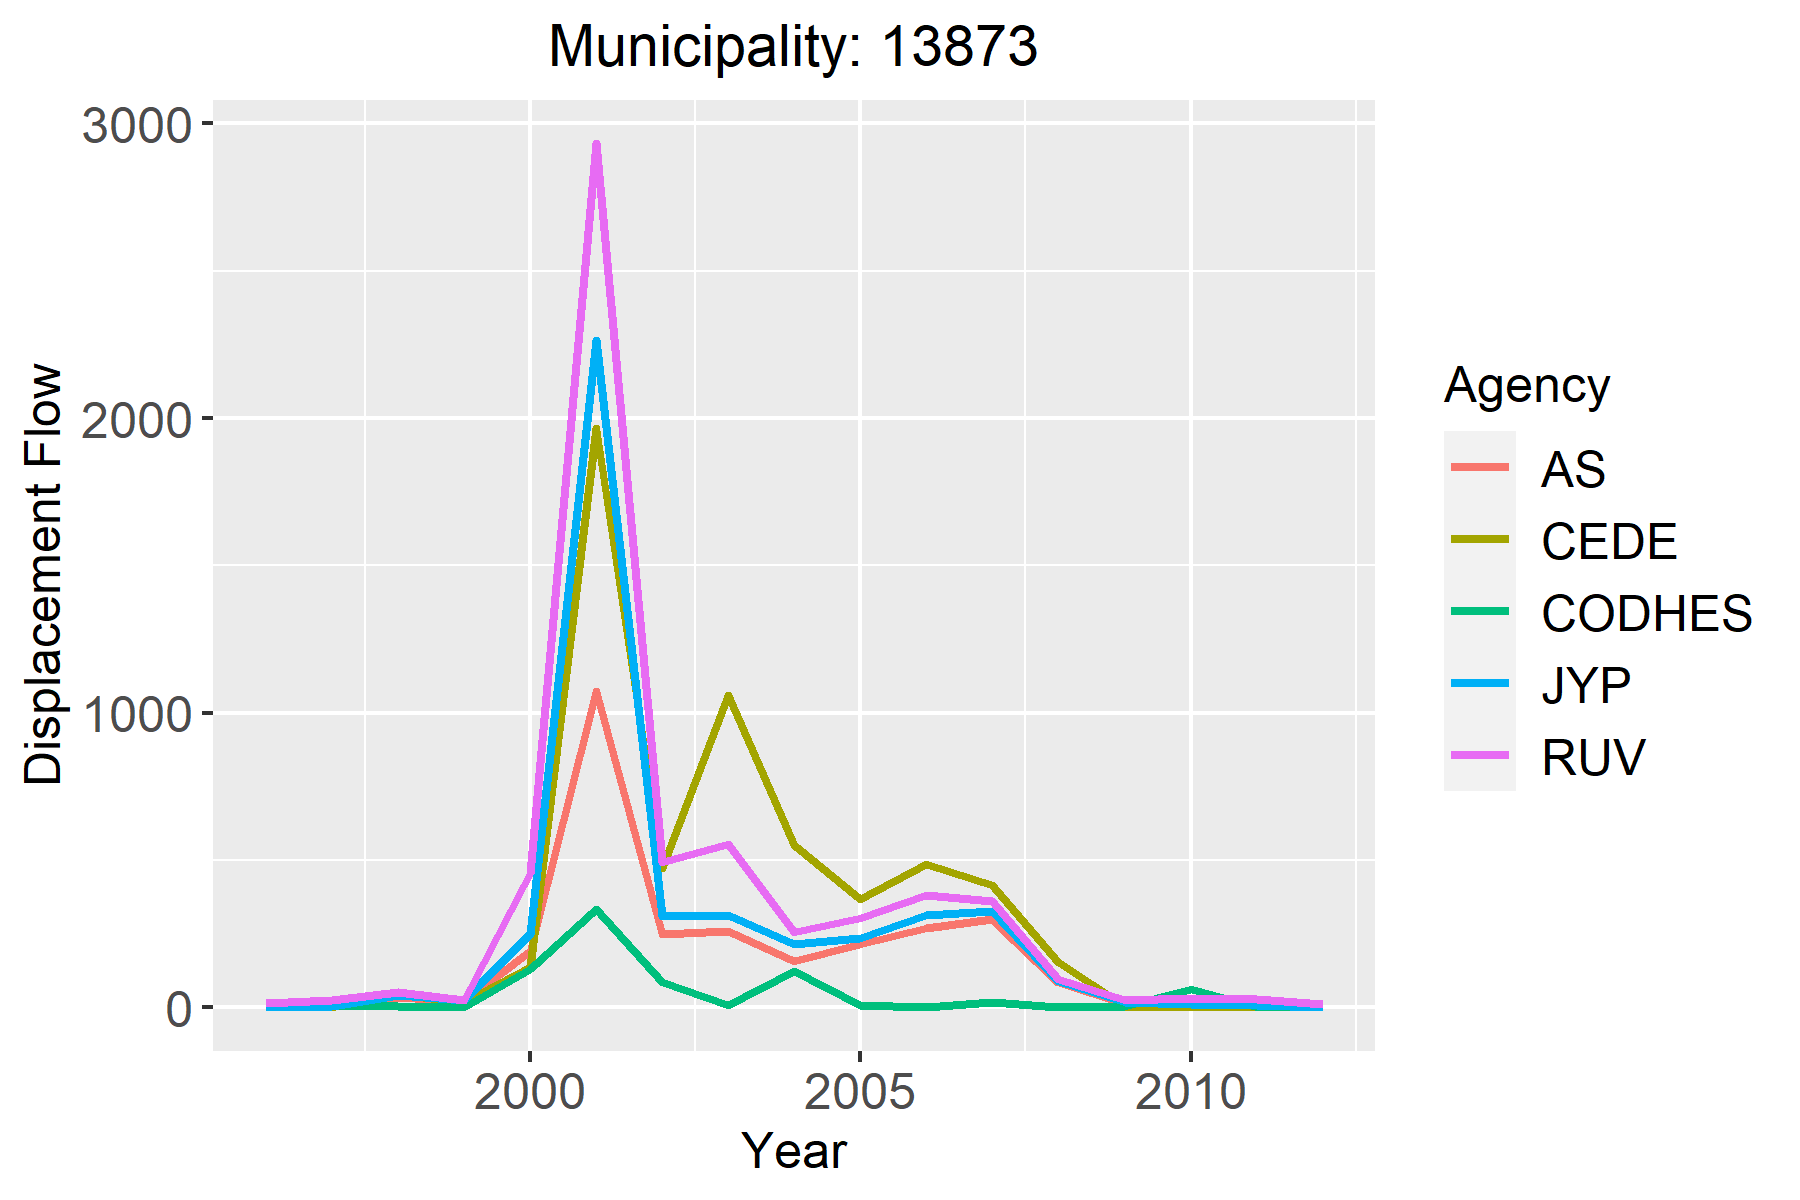 Municipality: 13873
3000
2000
1000
0
Displacement Flow
2000 2005 2010
Year
Agency
AS
CEDE
CODHES
JYP
RUV